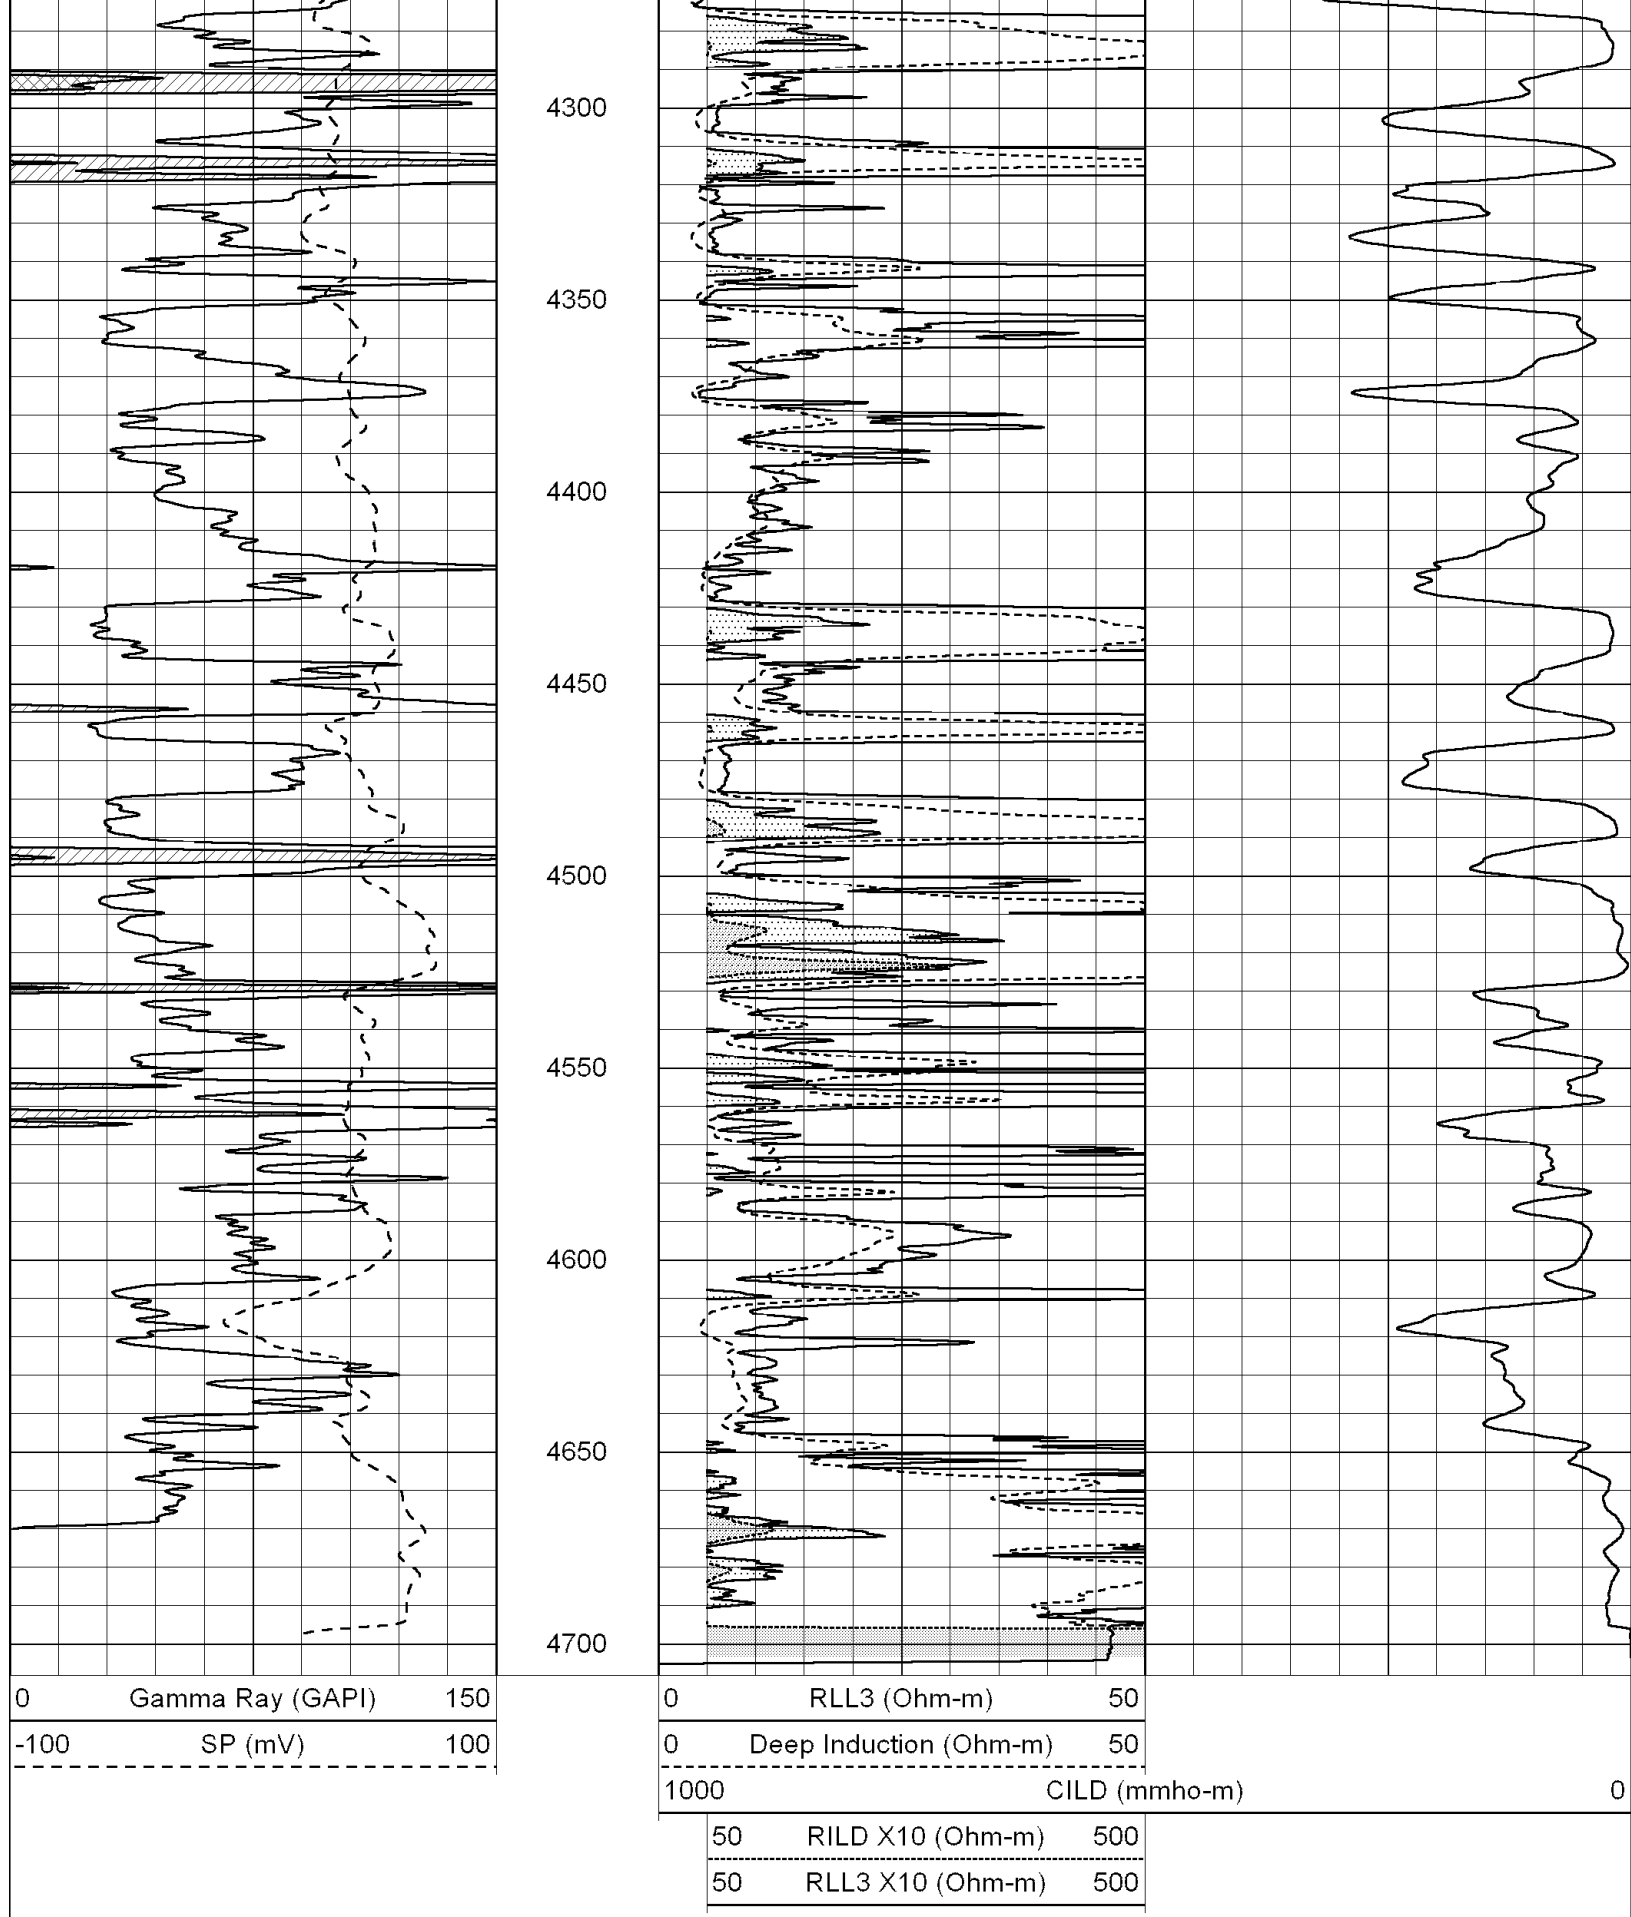 4300
4350
4400
4450
4500
4550
4600
4650
4700
0 Gamma Ray (GAPI) 150
-100 SP (mV) 100
0 RLL3 (Ohm-m) 50
0 Deep Induction (Ohm-m) 50
1000 CILD (mmho-m) 0
50 RILD X10 (Ohm-m) 500
50 RLL3 X10 (Ohm-m) 500